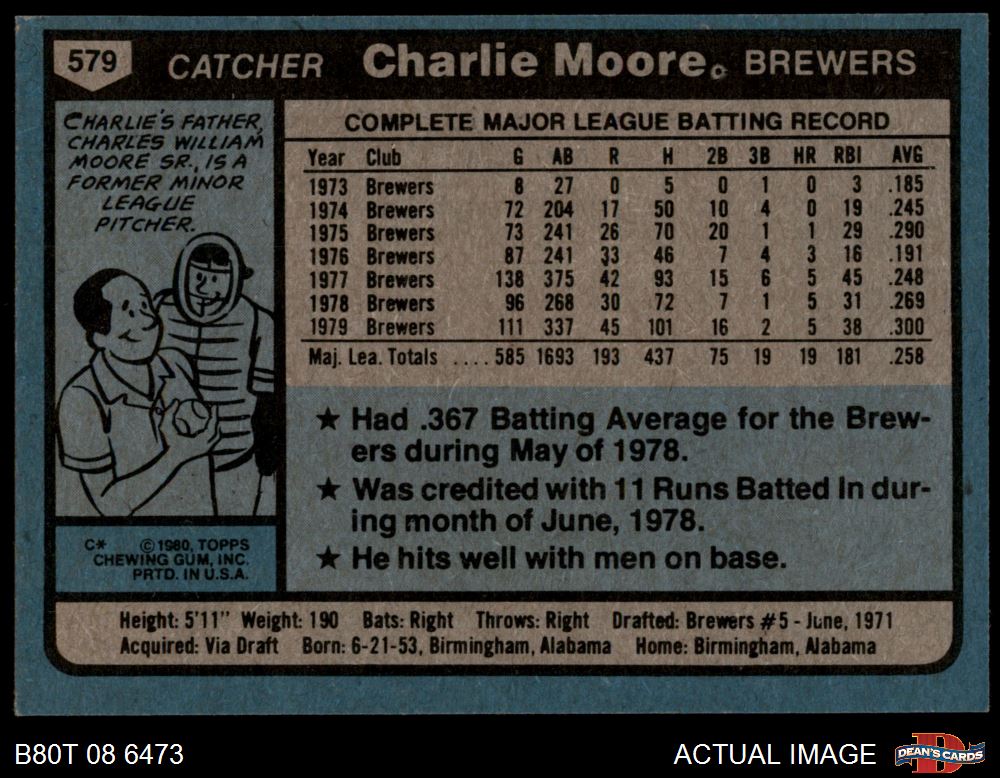 579 CATCHER Charlie Moore BREWERS
CHARLIE'S FATHER,
CHARLES WILLIAM
MOORE SR., IS A
FORMER MINOR
LEAGUE
PITCHER.
COMPLETE MAJOR LEAGUE BATTING RECORD
Year Club G AB R H 2B 3B HR RBI AVG
1973 Brewers 8 27 0 5 0 1 0 3 .185
1974 Brewers 72 204 17 50 10 4 0 19 .245
1975 Brewers 73 241 26 70 20 1 1 29 .290
1976 Brewers 87 241 33 46 7 4 3 16 .191
1977 Brewers 138 375 42 93 15 6 5 45 .248
1978 Brewers 96 268 30 72 7 1 5 31 .269
1979 Brewers 111 337 45 101 16 2 5 38 .300
Maj. Lea. Totals .... 585 1693 193 437 75 19 19 181 .258
★ Had .367 Batting Average for the Brew-
ers during May of 1978.
★ Was credited with 11 Runs Batted In dur-
ing month of June, 1978.
★ He hits well with men on base.
C* ©1980, TOPPS
CHEWING GUM, INC.
PRTD. IN U.S.A.
Height: 5'11" Weight: 190 Bats: Right Throws: Right Drafted: Brewers #5 - June, 1971
Acquired: Via Draft Born: 6-21-53, Birmingham, Alabama Home: Birmingham, Alabama
B80T 08 6473
ACTUAL IMAGE
D
DEAN'S CARDS